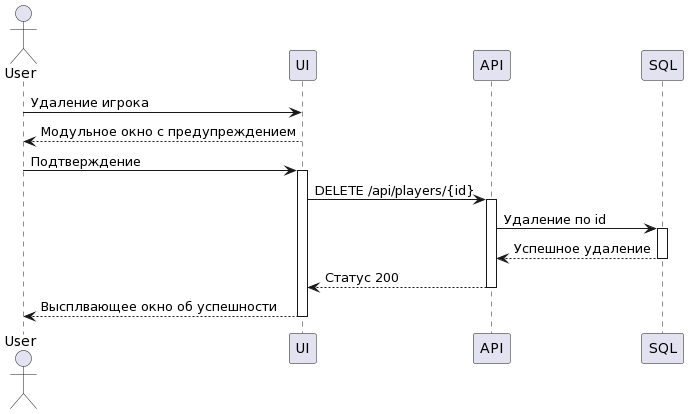 User
UI
API
SQL
Удаление игрока
Модульное окно с предупреждением
Подтверждение
DELETE /api/players/{id}
Удаление по id
Успешное удаление
Статус 200
Высплвающее окно об успешности
User
UI
API
SQL